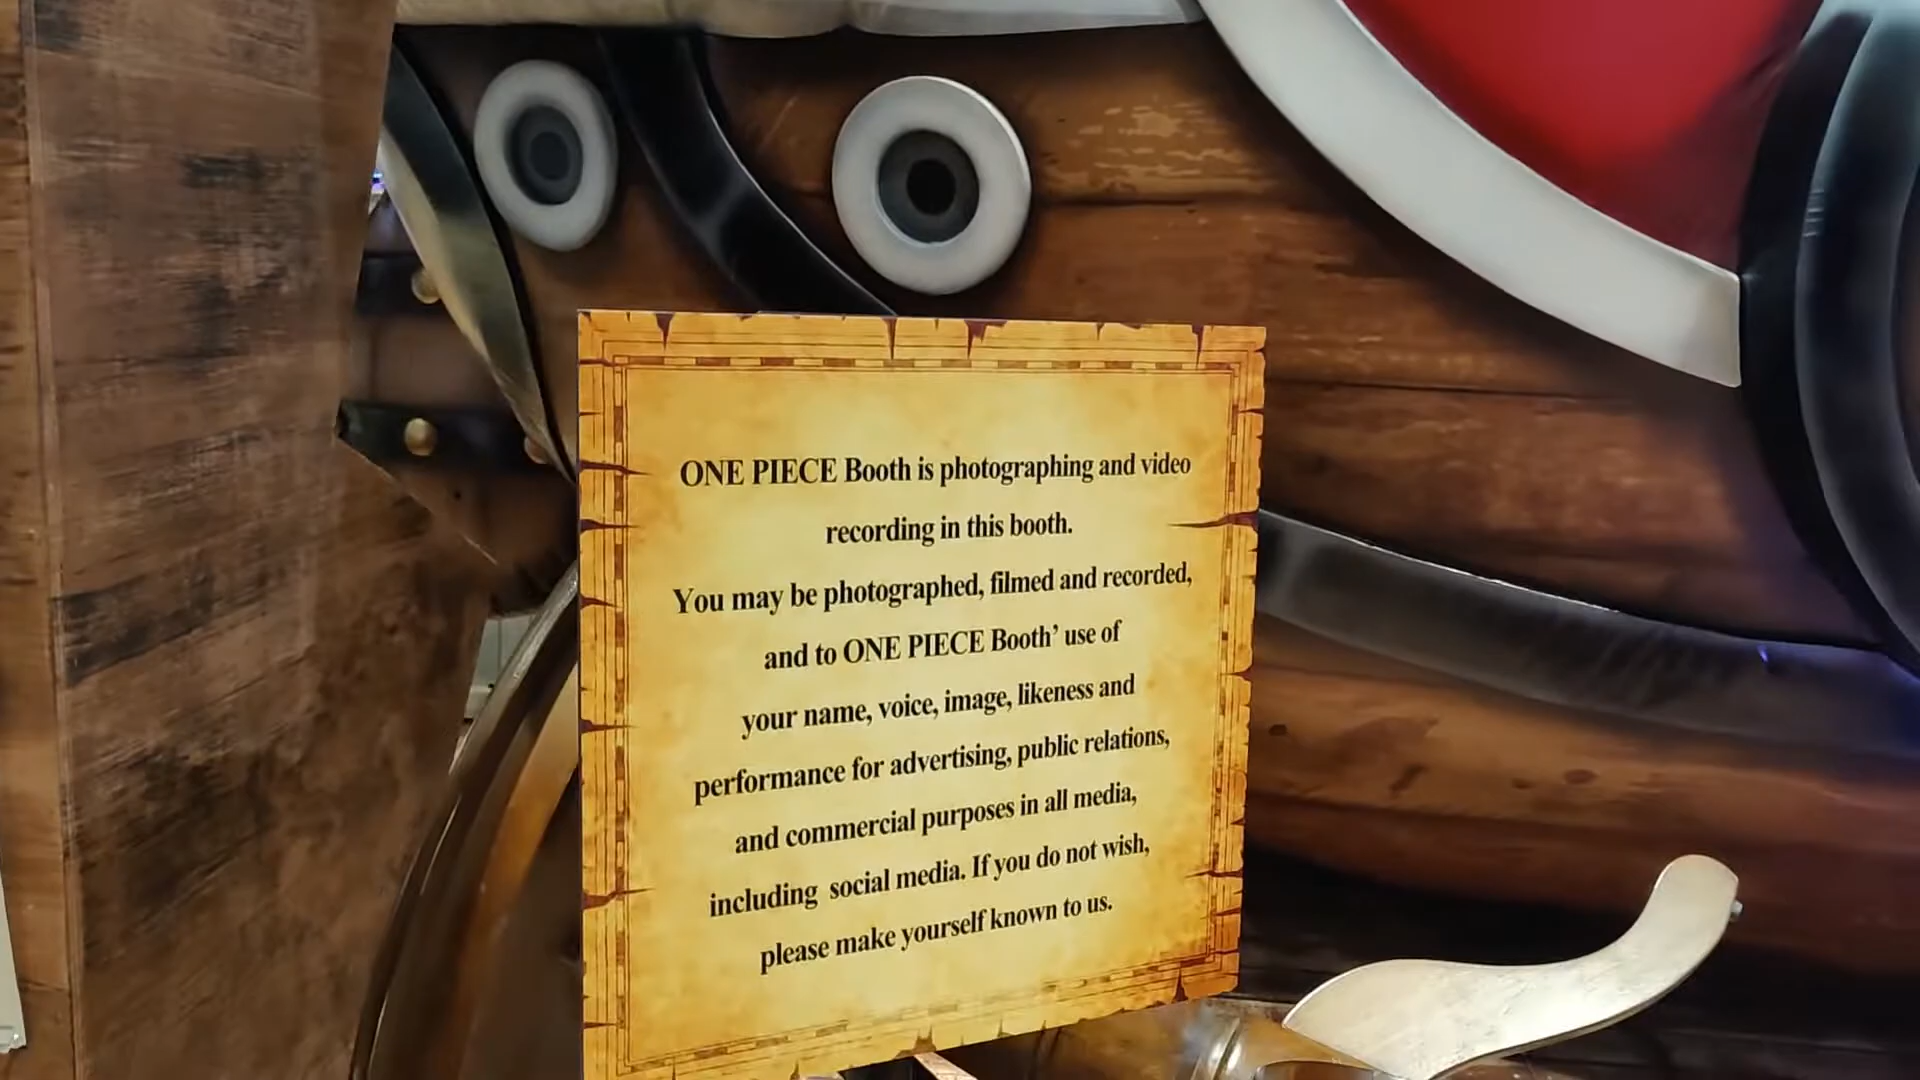 ONE PIECE Booth is photographing and video
recording in this booth.
You may be photographed, filmed and recorded,
and to ONE PIECE Booth’ use of
your name, voice, image, likeness and
performance for advertising, public relations,
and commercial purposes in all media,
including social media. If you do not wish,
please make yourself known to us.